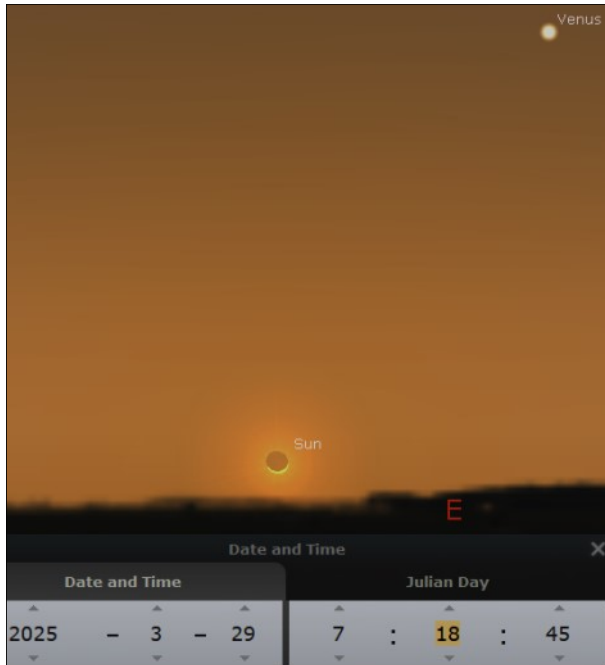 Venus
Sun
E
Date and Time
Date and Time Julian Day
2025 - 3 - 29 7 : 18 : 45